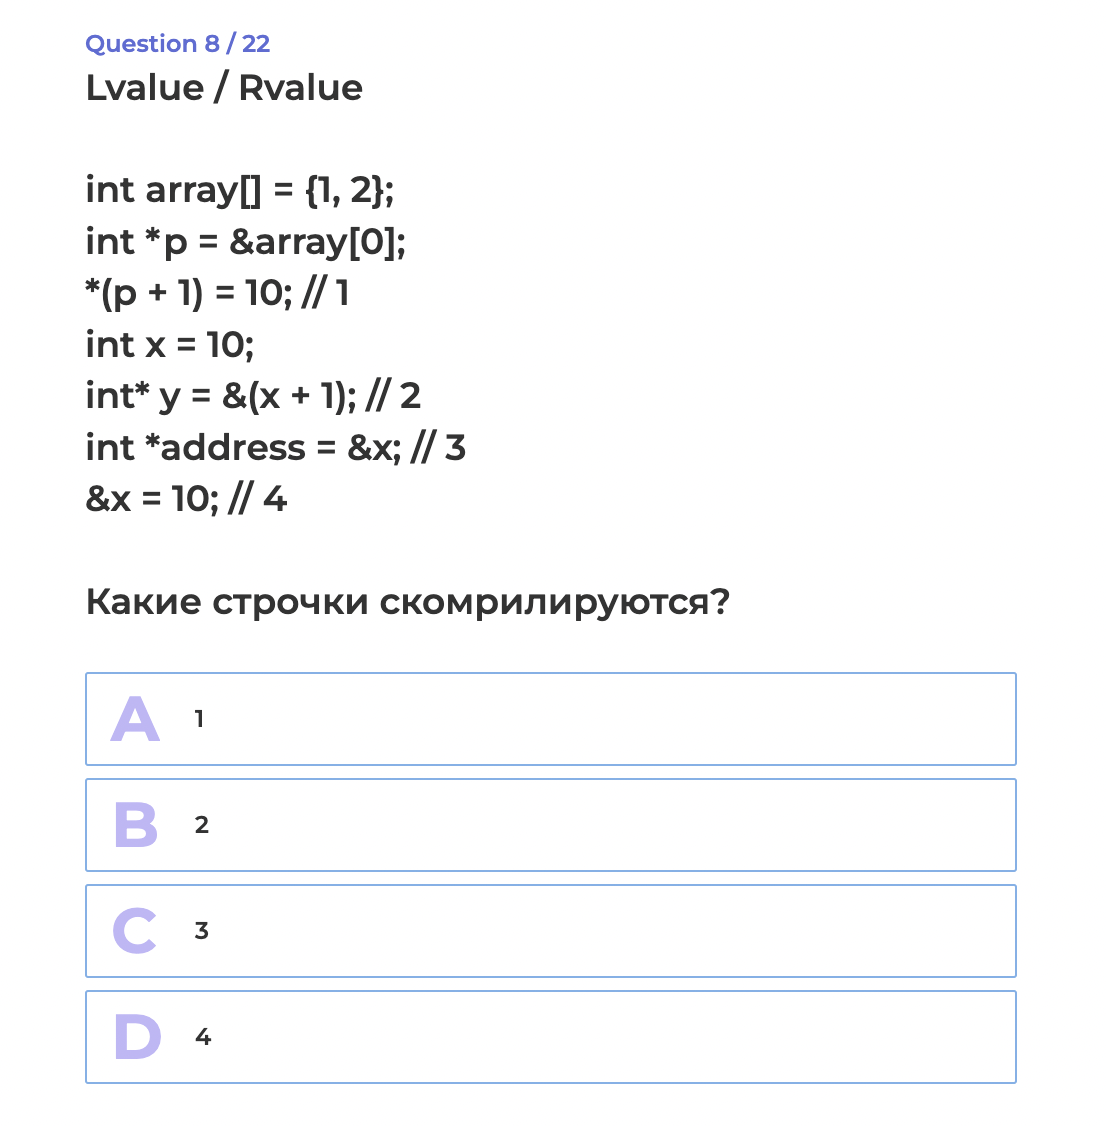 Question 8 / 22
Lvalue / Rvalue
int array[] = {1, 2};
int *p = &array[0];
*(p + 1) = 10; // 1
int x = 10;
int* y = &(x + 1); // 2
int *address = &x; // 3
&x = 10; // 4
Какие строчки скомрилируются?
A 1
B 2
C 3
D 4